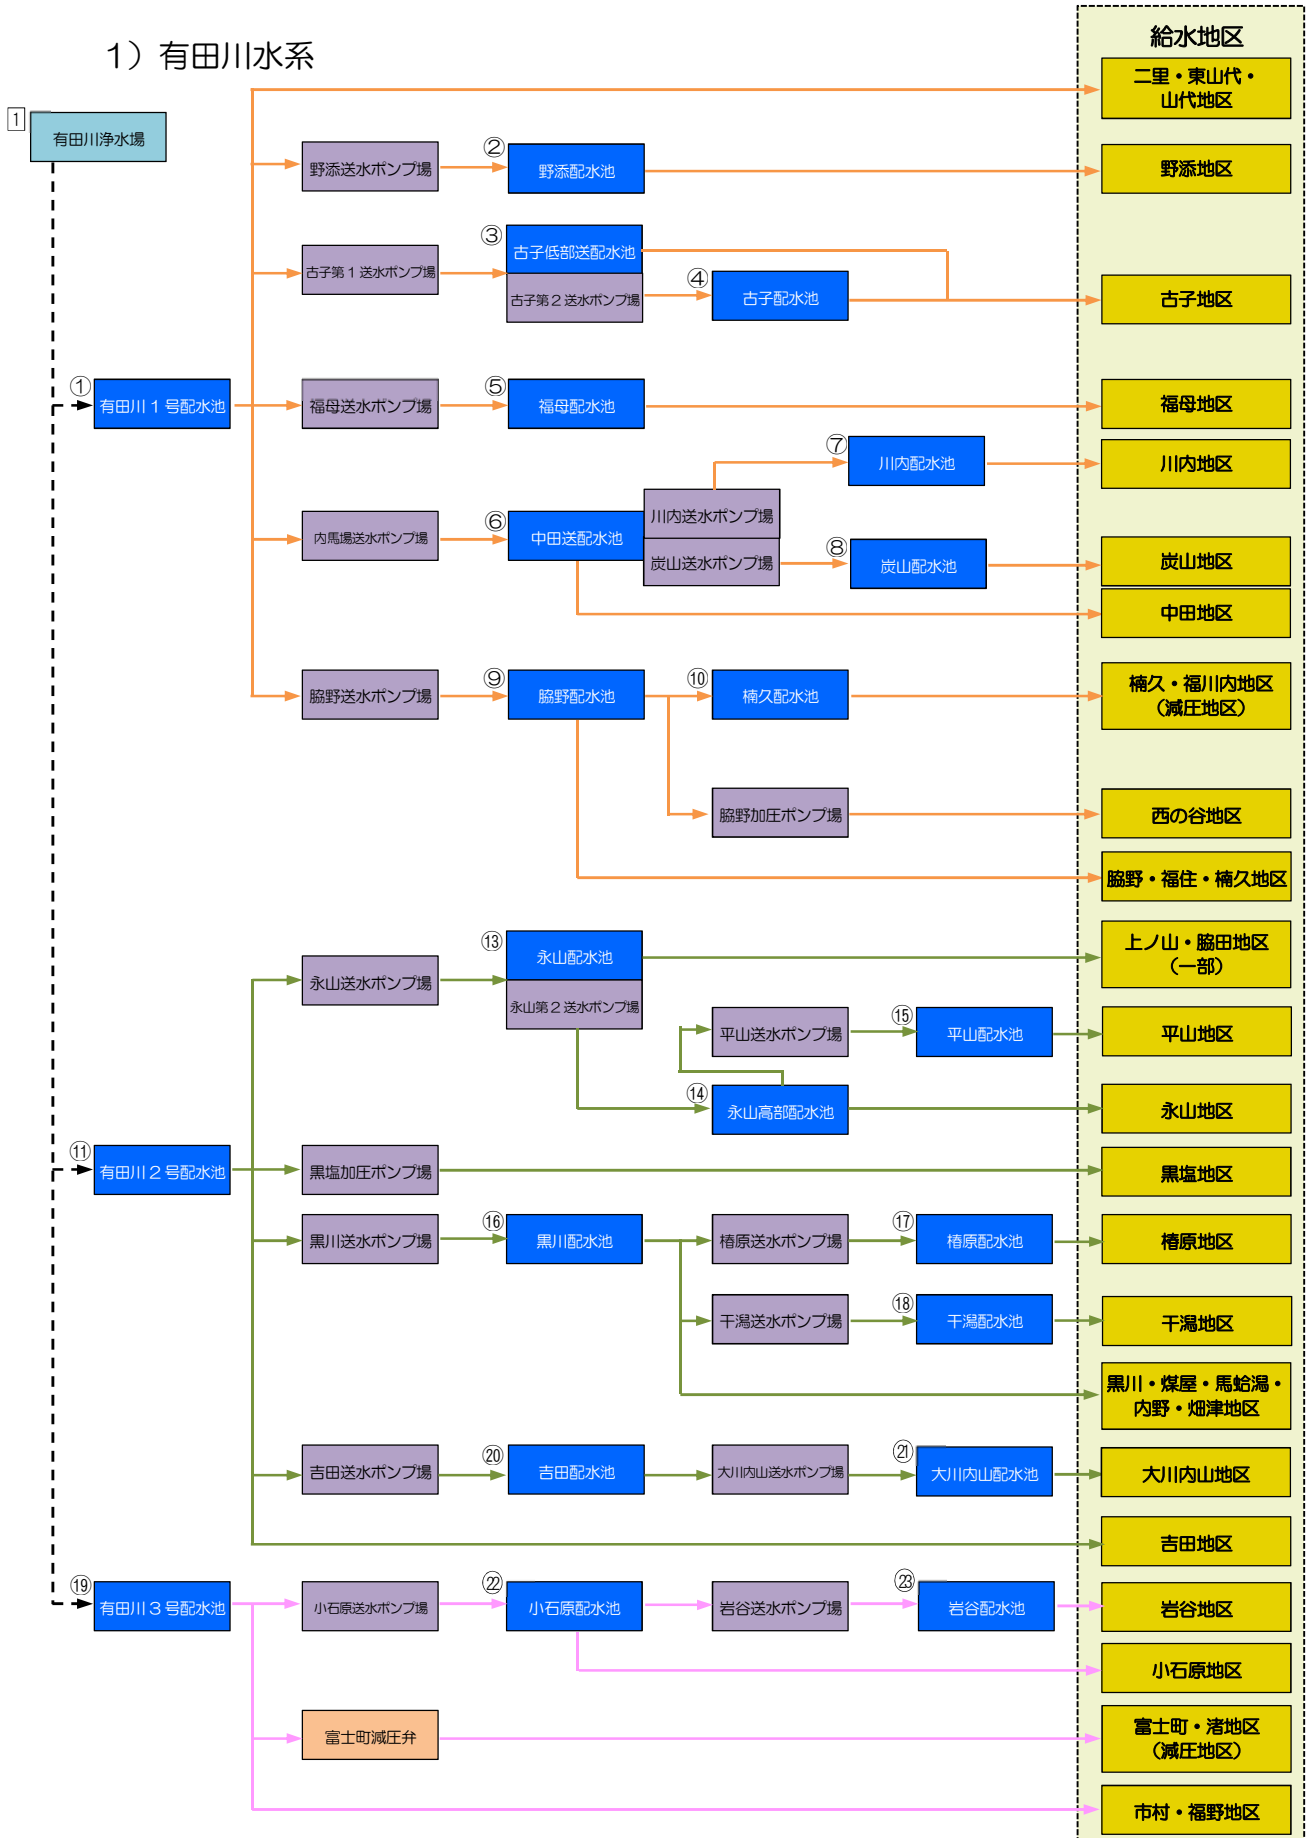 1）有田川水系
給水地区
二里・東山代・
山代地区
1
有田川浄水場
野添送水ポンプ場
②
野添配水池
野添地区
③
古子低部送配水池
古子第１送水ポンプ場
古子第２送水ポンプ場
④
古子配水池
古子地区
①
有田川１号配水池
福母送水ポンプ場
⑤
福母配水池
福母地区
⑦
川内配水池
川内地区
内馬場送水ポンプ場
⑥
中田送配水池
川内送水ポンプ場
炭山送水ポンプ場
⑧
炭山配水池
炭山地区
中田地区
脇野送水ポンプ場
⑨
脇野配水池
⑩
楠久配水池
楠久・福川内地区
（減圧地区）
脇野加圧ポンプ場
西の谷地区
脇野・福住・楠久地区
永山送水ポンプ場
⑬
永山配水池
永山第２送水ポンプ場
上ノ山・脇田地区
（一部）
平山送水ポンプ場
⑮
平山配水池
平山地区
⑭
永山高部配水池
永山地区
⑪
有田川２号配水池
黒塩加圧ポンプ場
黒塩地区
黒川送水ポンプ場
⑯
黒川配水池
椿原送水ポンプ場
⑰
椿原配水池
椿原地区
干潟送水ポンプ場
⑱
干潟配水池
干潟地区
黒川・煤屋・馬蛤潟・
内野・畑津地区
吉田送水ポンプ場
⑳
吉田配水池
大川内山送水ポンプ場
㉑
大川内山配水池
大川内山地区
吉田地区
⑲
有田川３号配水池
小石原送水ポンプ場
㉒
小石原配水池
岩谷送水ポンプ場
㉓
岩谷配水池
岩谷地区
小石原地区
富士町減圧弁
富士町・渚地区
（減圧地区）
市村・福野地区